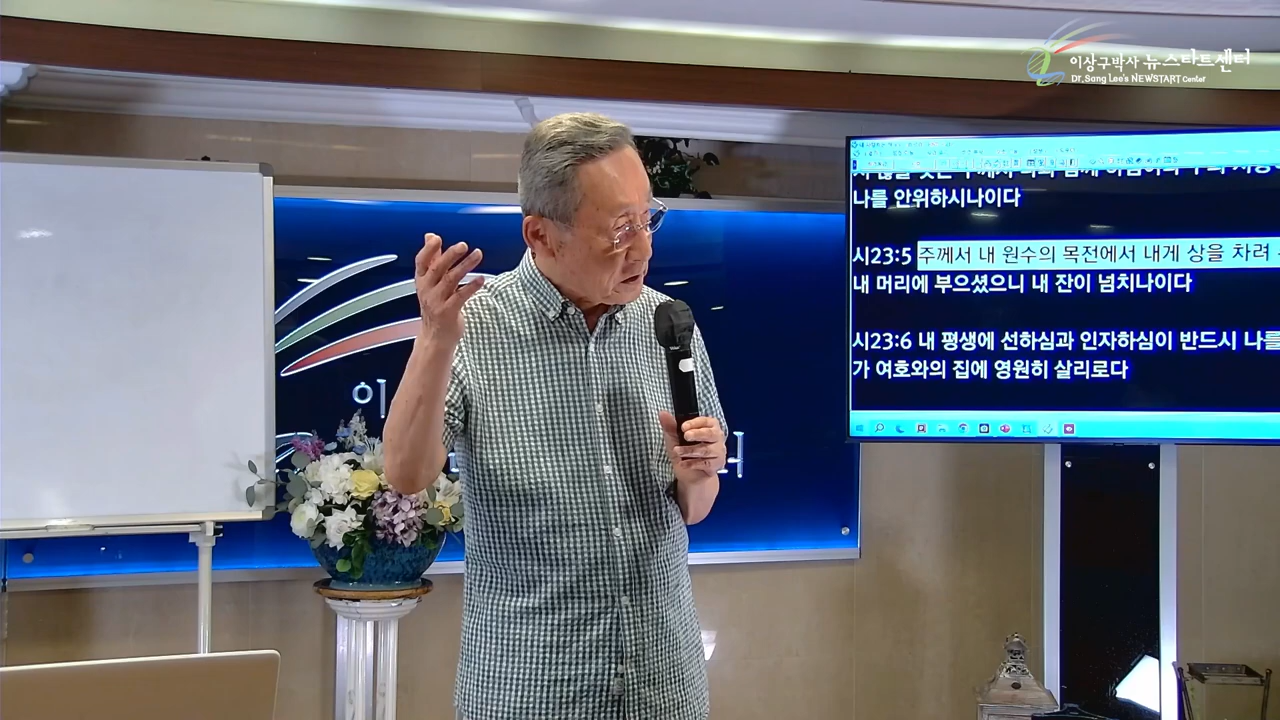 이상구박사 뉴스타트센터
Dr. Sang Lee's NEWSTART Center
나를 안위하시나이다
시23:5 주께서 내 원수의 목전에서 내게 상을 차려
내 머리에 부으셨으니 내 잔이 넘치나이다
시23:6 내 평생에 선하심과 인자하심이 반드시 나를
가 여호와의 집에 영원히 살리로다
이